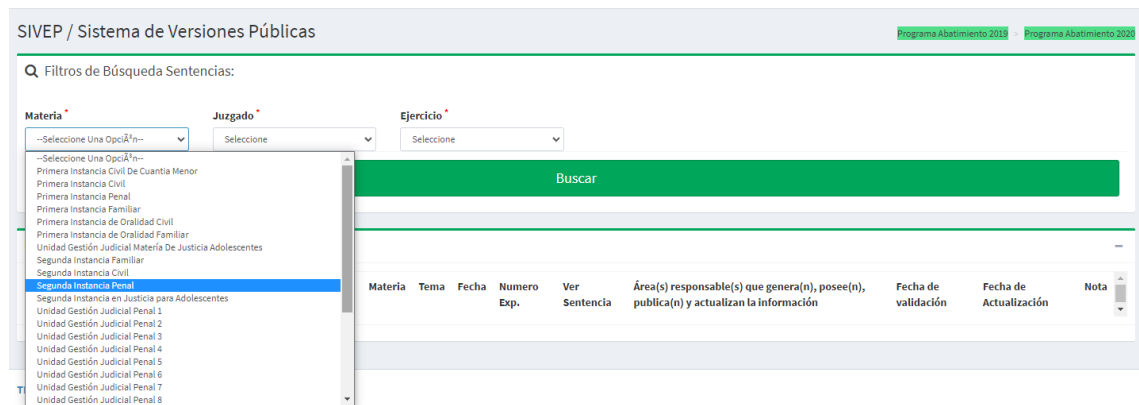 SIVEP / Sistema de Versiones Públicas
Programa Abatimiento 2019 > Programa Abatimiento 2020
Filtros de Búsqueda Sentencias:
Materia * Juzgado * Ejercicio *
--Seleccione Una OpciÃ³n-- Seleccione Seleccione
--Seleccione Una OpciÃ³n--
Primera Instancia Civil De Cuantia Menor
Primera Instancia Civil
Primera Instancia Penal
Primera Instancia Familiar
Primera Instancia de Oralidad Civil
Primera Instancia de Oralidad Familiar
Unidad Gestión Judicial Matería De Justicia Adolescentes
Segunda Instancia Familiar
Segunda Instancia Civil
Segunda Instancia Penal
Segunda Instancia en Justicia para Adolescentes
Unidad Gestión Judicial Penal 1
Unidad Gestión Judicial Penal 2
Unidad Gestión Judicial Penal 3
Unidad Gestión Judicial Penal 4
Unidad Gestión Judicial Penal 5
Unidad Gestión Judicial Penal 6
Unidad Gestión Judicial Penal 7
Unidad Gestión Judicial Penal 8
Buscar
Materia Tema Fecha Numero Ver Área(s) responsable(s) que genera(n), posee(n), Fecha de Fecha de Nota
Exp. Sentencia publica(n) y actualizan la información validación Actualización